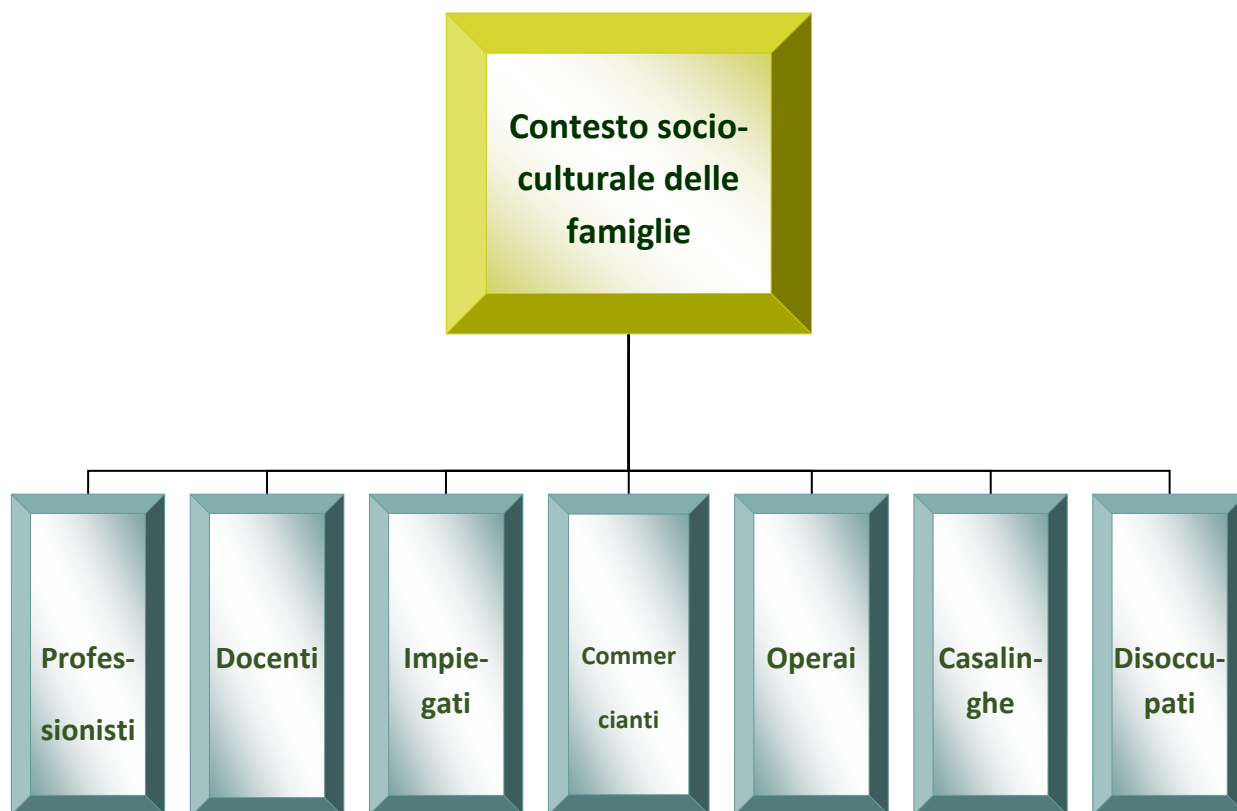 Contesto socio-
culturale delle
famiglie
Profes-
sionisti
Docenti
Impie-
gati
Commer
cianti
Operai
Casalin-
ghe
Disoccu-
pati